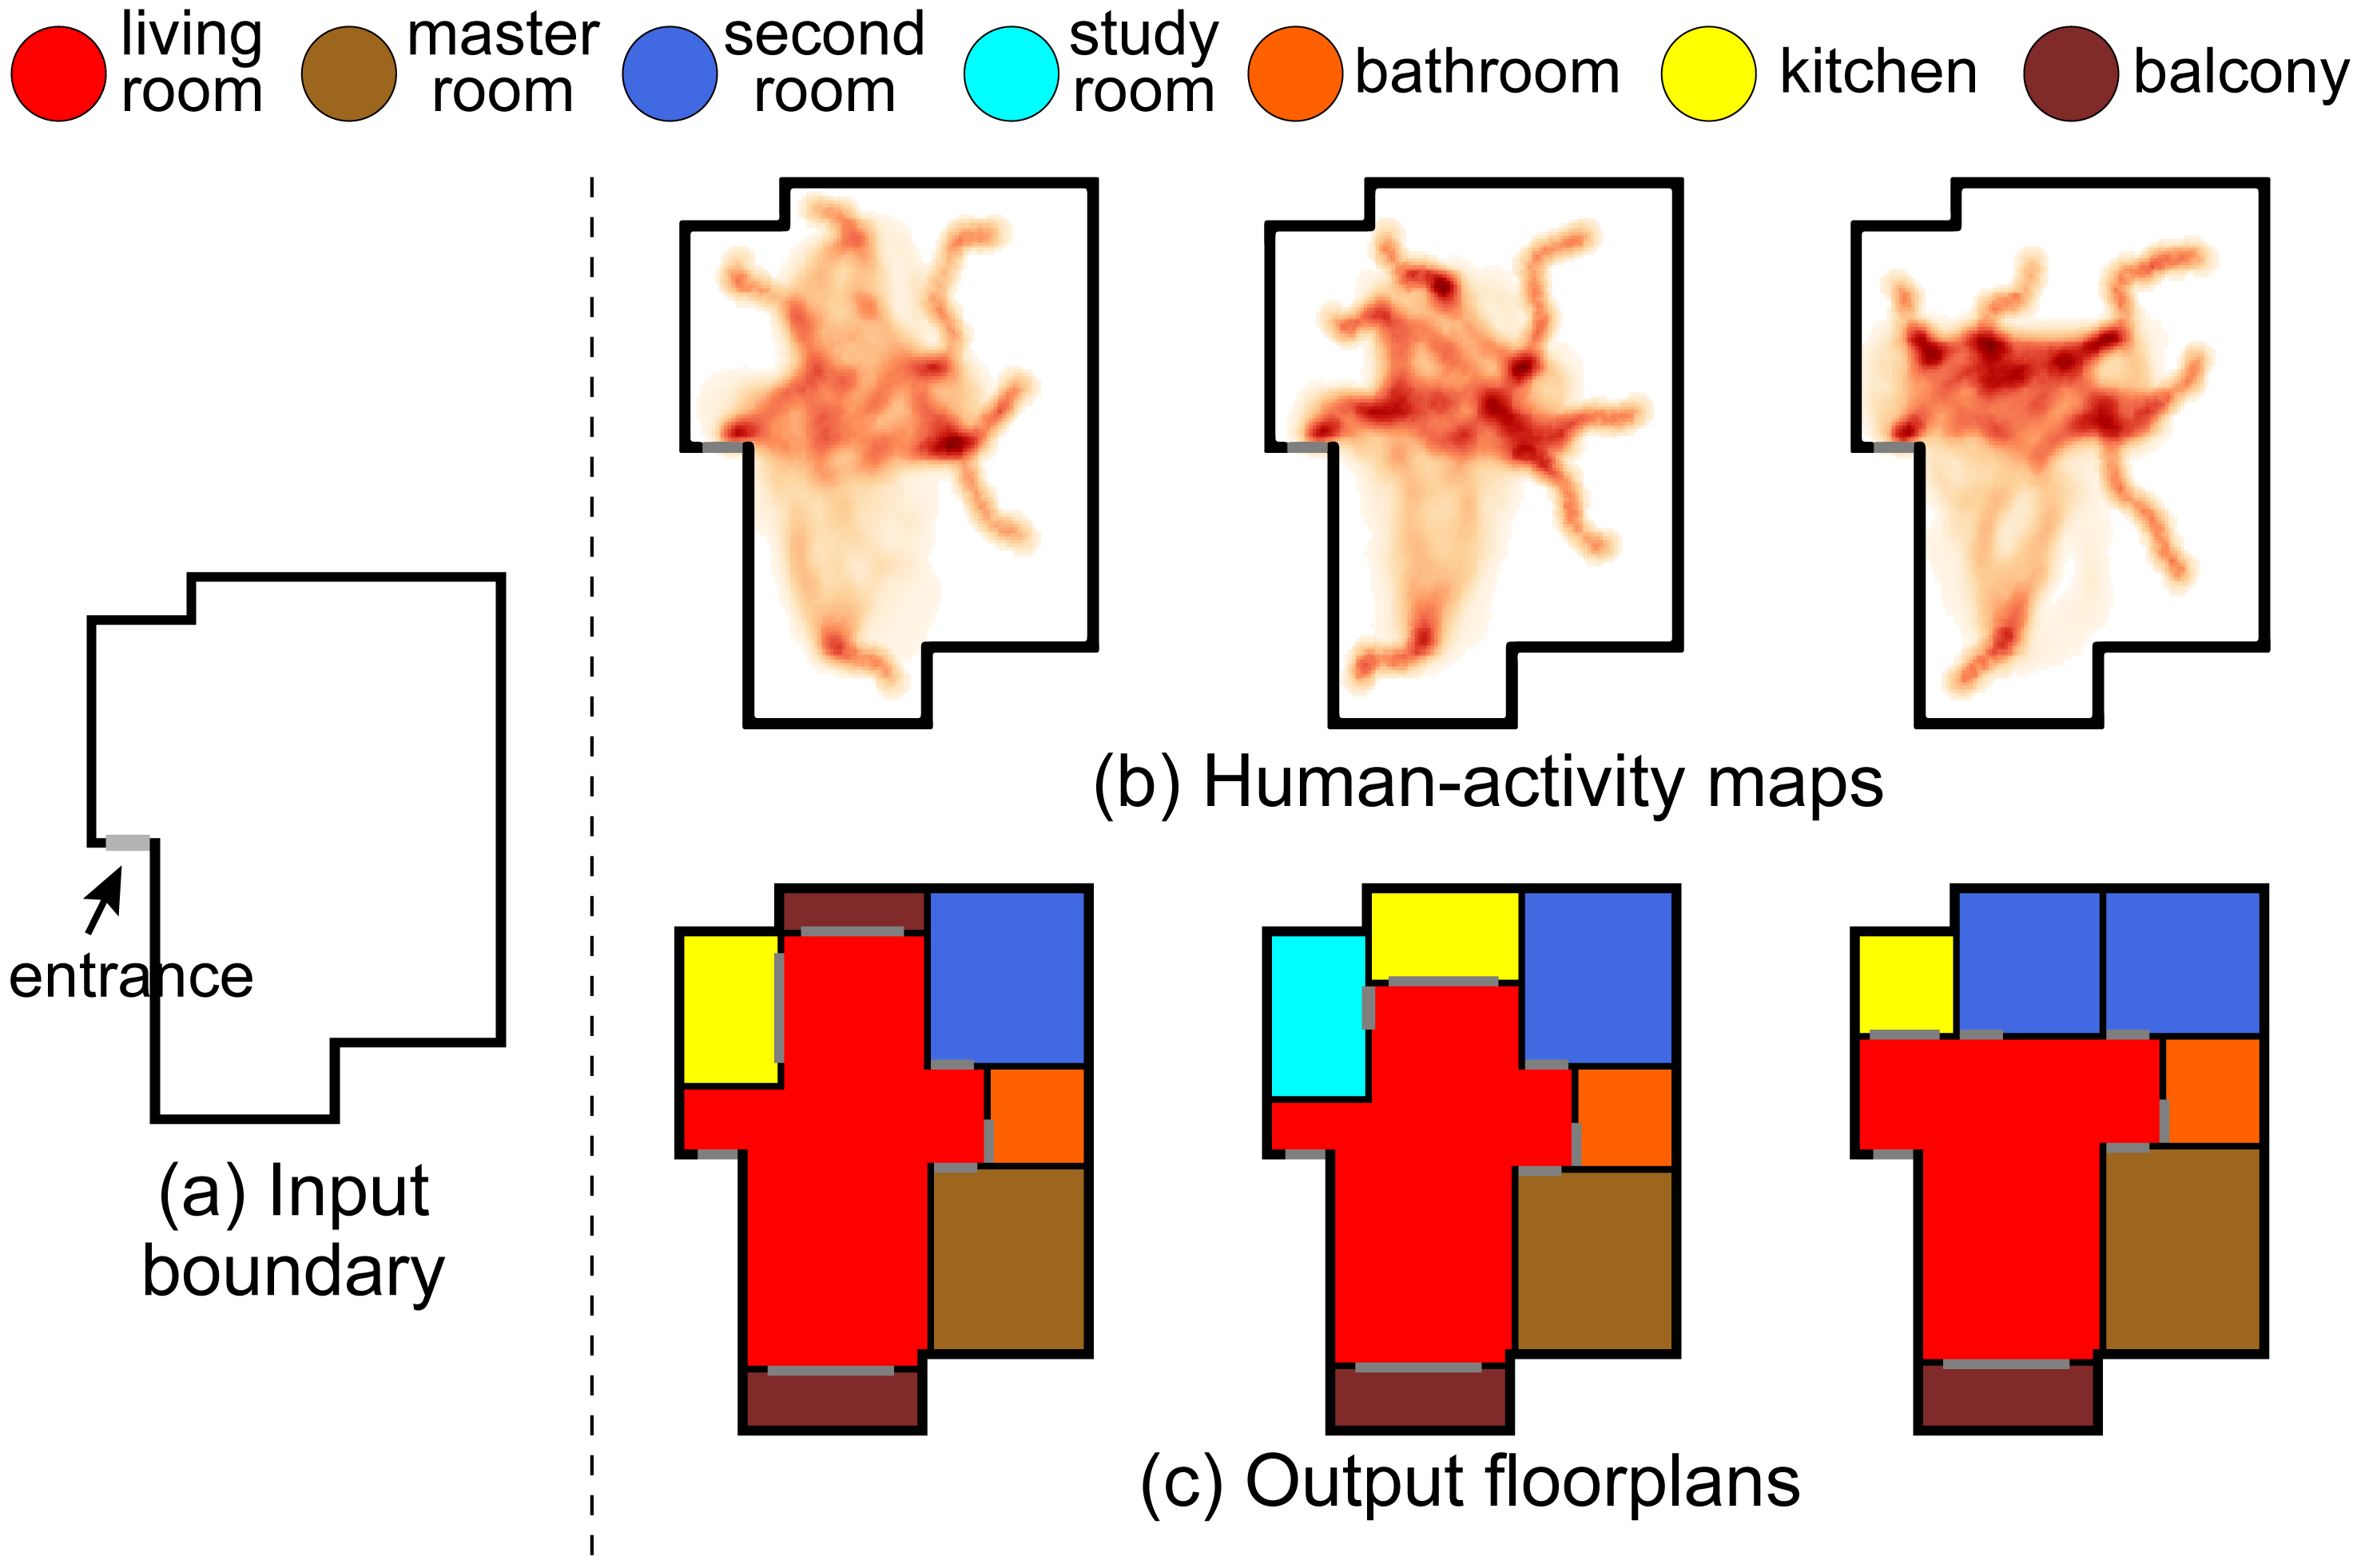 living room
master room
second room
study room
bathroom
kitchen
balcony
(b) Human-activity maps
entrance
(a) Input
boundary
(c) Output floorplans